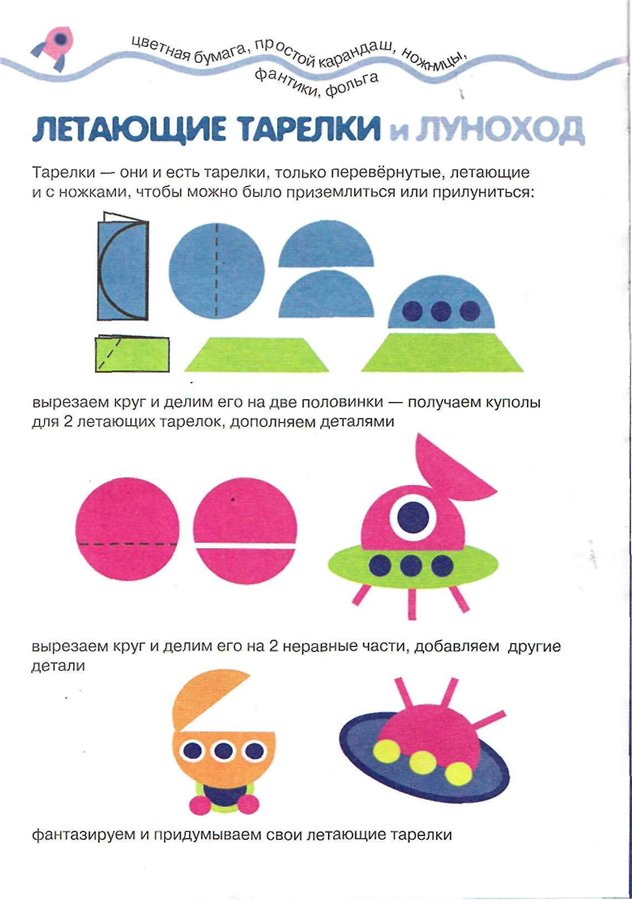 цветная бумага, простой карандаш, ножницы,
фантики, фольга
ЛЕТАЮЩИЕ ТАРЕЛКИ и ЛУНОХОД
Тарелки — они и есть тарелки, только перевёрнутые, летающие
и с ножками, чтобы можно было приземлиться или прилуниться:
вырезаем круг и делим его на две половинки — получаем куполы
для 2 летающих тарелок, дополняем деталями
вырезаем круг и делим его на 2 неравные части, добавляем другие
детали
фантазируем и придумываем свои летающие тарелки